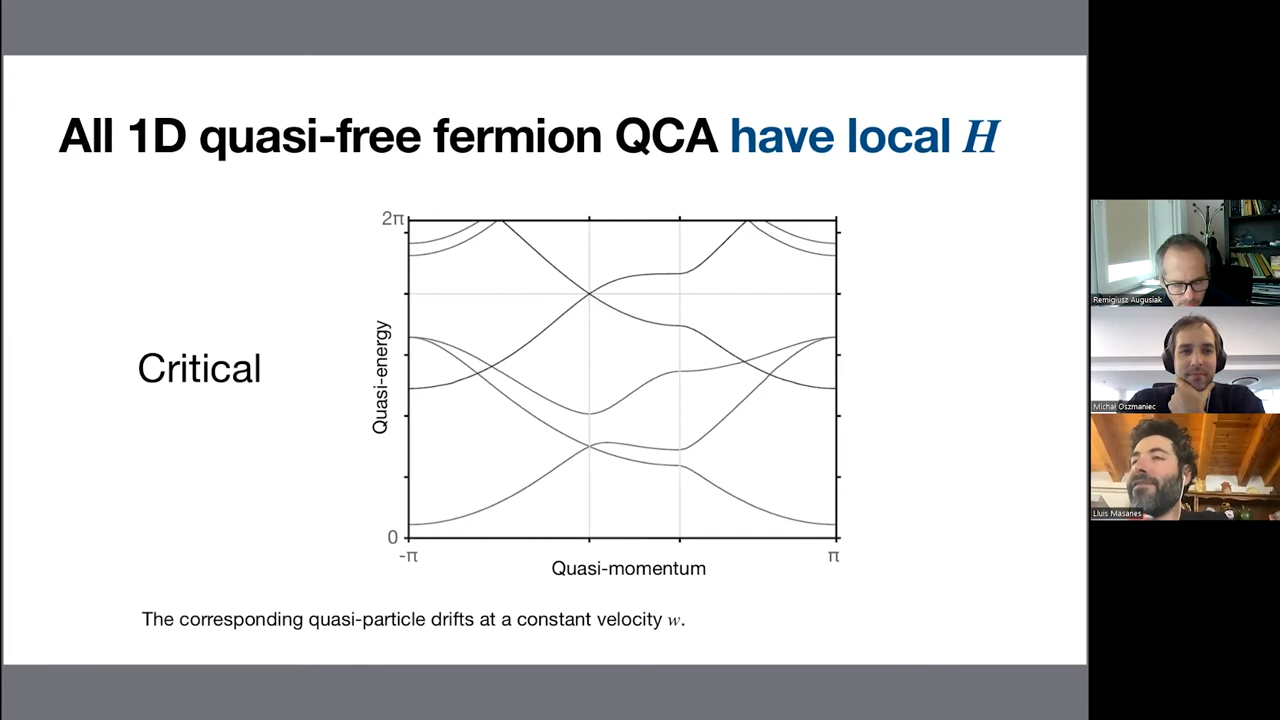 All 1D quasi-free fermion QCA have local H
Critical
2π
Quasi-energy
0
-π
π
Quasi-momentum
The corresponding quasi-particle drifts at a constant velocity w.
Remigiusz Augusiak
Michał Oszmaniec
Lluis Masanes